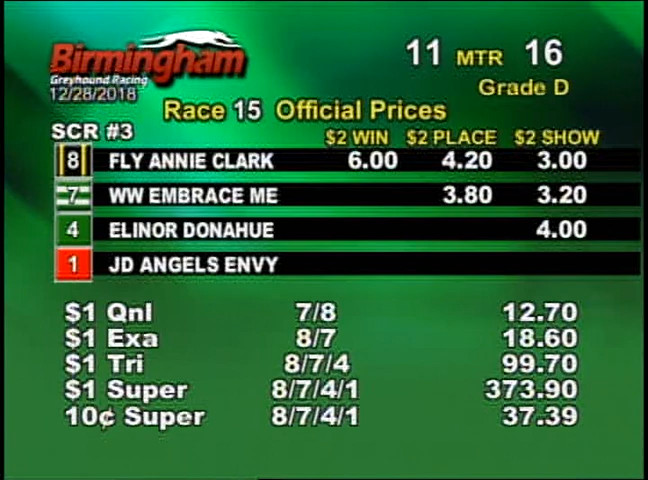 Birmingham
Greyhound Racing
12/28/2018
11 MTR 16
Grade D
Race 15 Official Prices
SCR #3
$2 WIN $2 PLACE $2 SHOW
8 FLY ANNIE CLARK 6.00 4.20 3.00
7 WW EMBRACE ME 3.80 3.20
4 ELINOR DONAHUE 4.00
1 JD ANGELS ENVY
$1 Qnl 7/8 12.70
$1 Exa 8/7 18.60
$1 Tri 8/7/4 99.70
$1 Super 8/7/4/1 373.90
10¢ Super 8/7/4/1 37.39